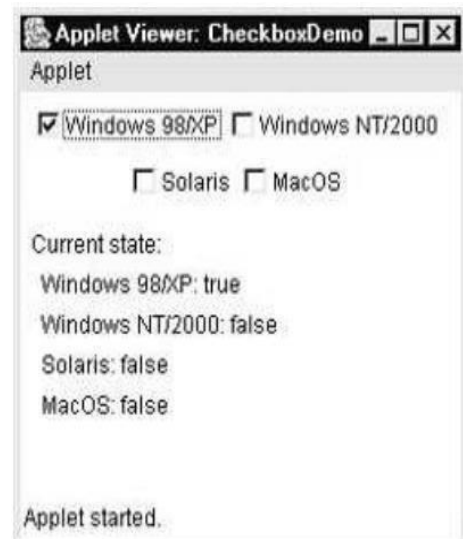 Applet Viewer: CheckboxDemo
Applet
Windows 98/XP Windows NT/2000
Solaris MacOS
Current state:
Windows 98/XP: true
Windows NT/2000: false
Solaris: false
MacOS: false
Applet started.